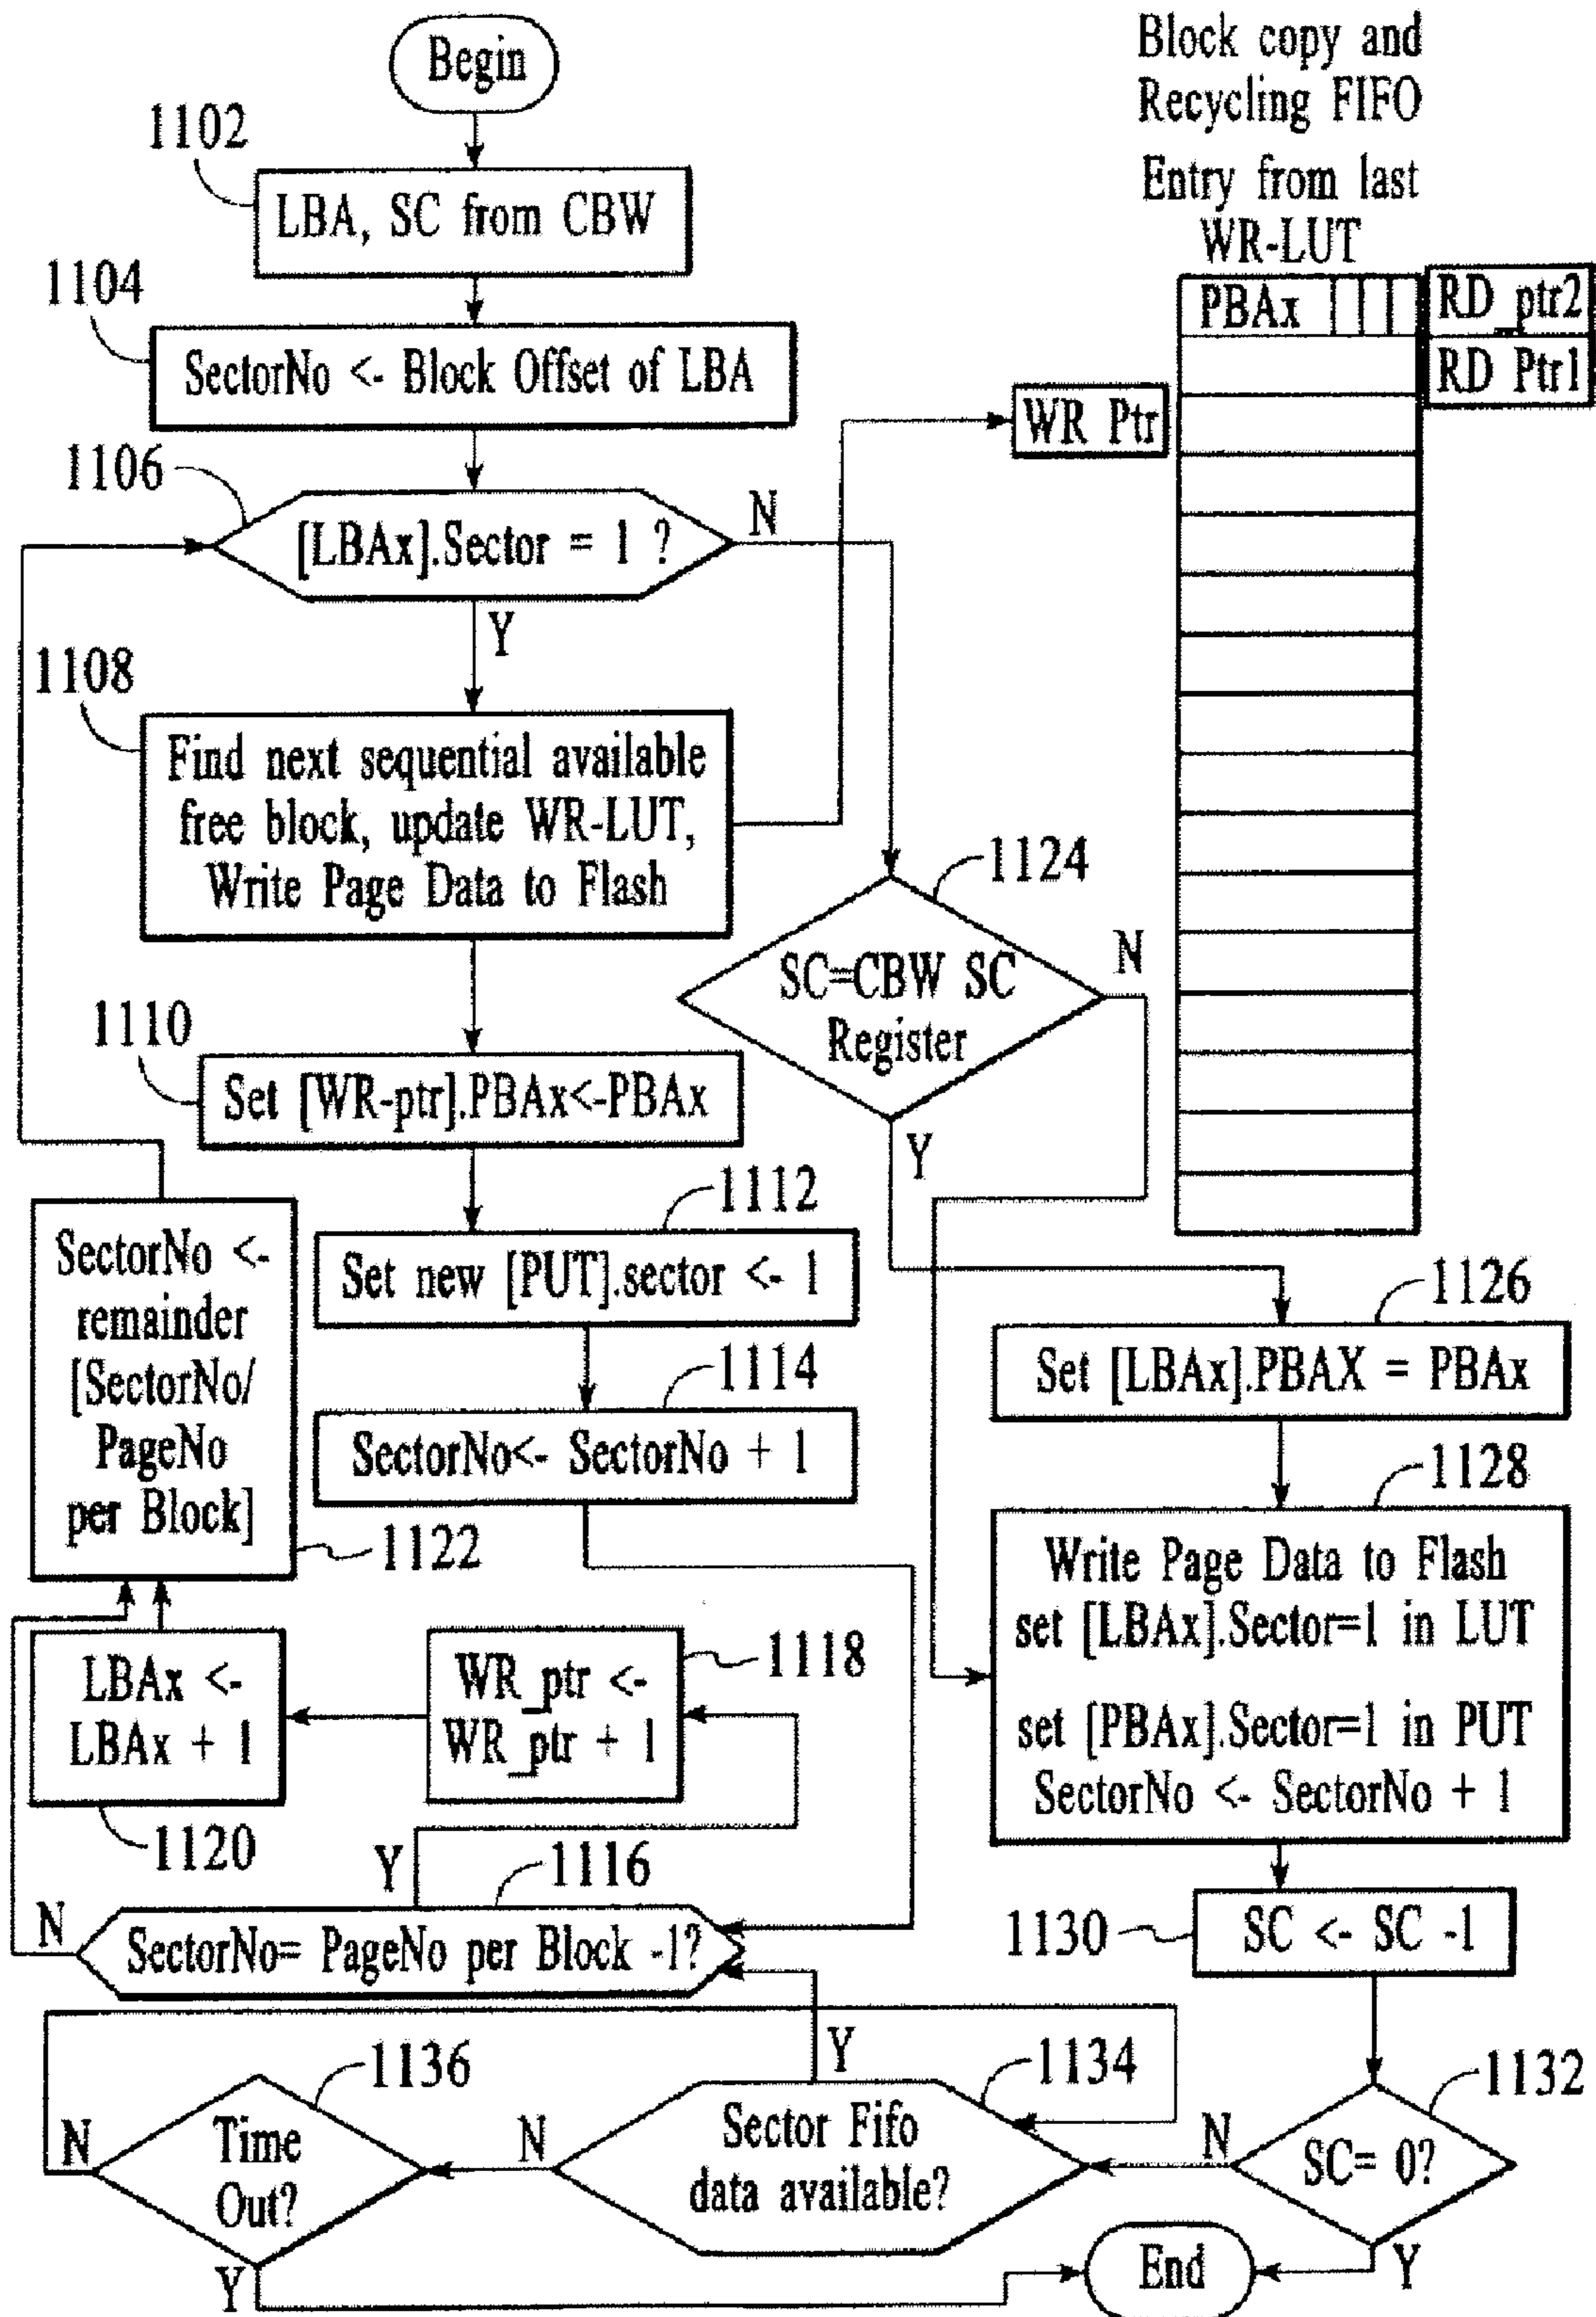 Begin
1102
LBA, SC from CBW
1104
SectorNo <- Block Offset of LBA
1106
[LBAx].Sector = 1 ?
N
Y
1108
Find next sequential available
free block, update WR-LUT,
Write Page Data to Flash
1110
Set [WR-ptr].PBAx<-PBAx
1112
Set new [PUT].sector <- 1
1114
SectorNo<- SectorNo + 1
SectorNo <-
remainder
[SectorNo/
PageNo
per Block]
1122
LBAx <-
LBAx + 1
1120
WR_ptr <-
WR_ptr + 1
1118
Y
1116
N
SectorNo= PageNo per Block -1?
Block copy and
Recycling FIFO
Entry from last
WR-LUT
PBAx
RD_ptr2
RD Ptr1
WR Ptr
1124
SC=CBW SC
Register
N
Y
1126
Set [LBAx].PBAX = PBAx
1128
Write Page Data to Flash
set [LBAx].Sector=1 in LUT
set [PBAx].Sector=1 in PUT
SectorNo <- SectorNo + 1
1130
SC <- SC -1
1132
SC= 0?
N
Y
1134
Y
Sector Fifo
data available?
N
1136
Time
Out?
N
Y
End